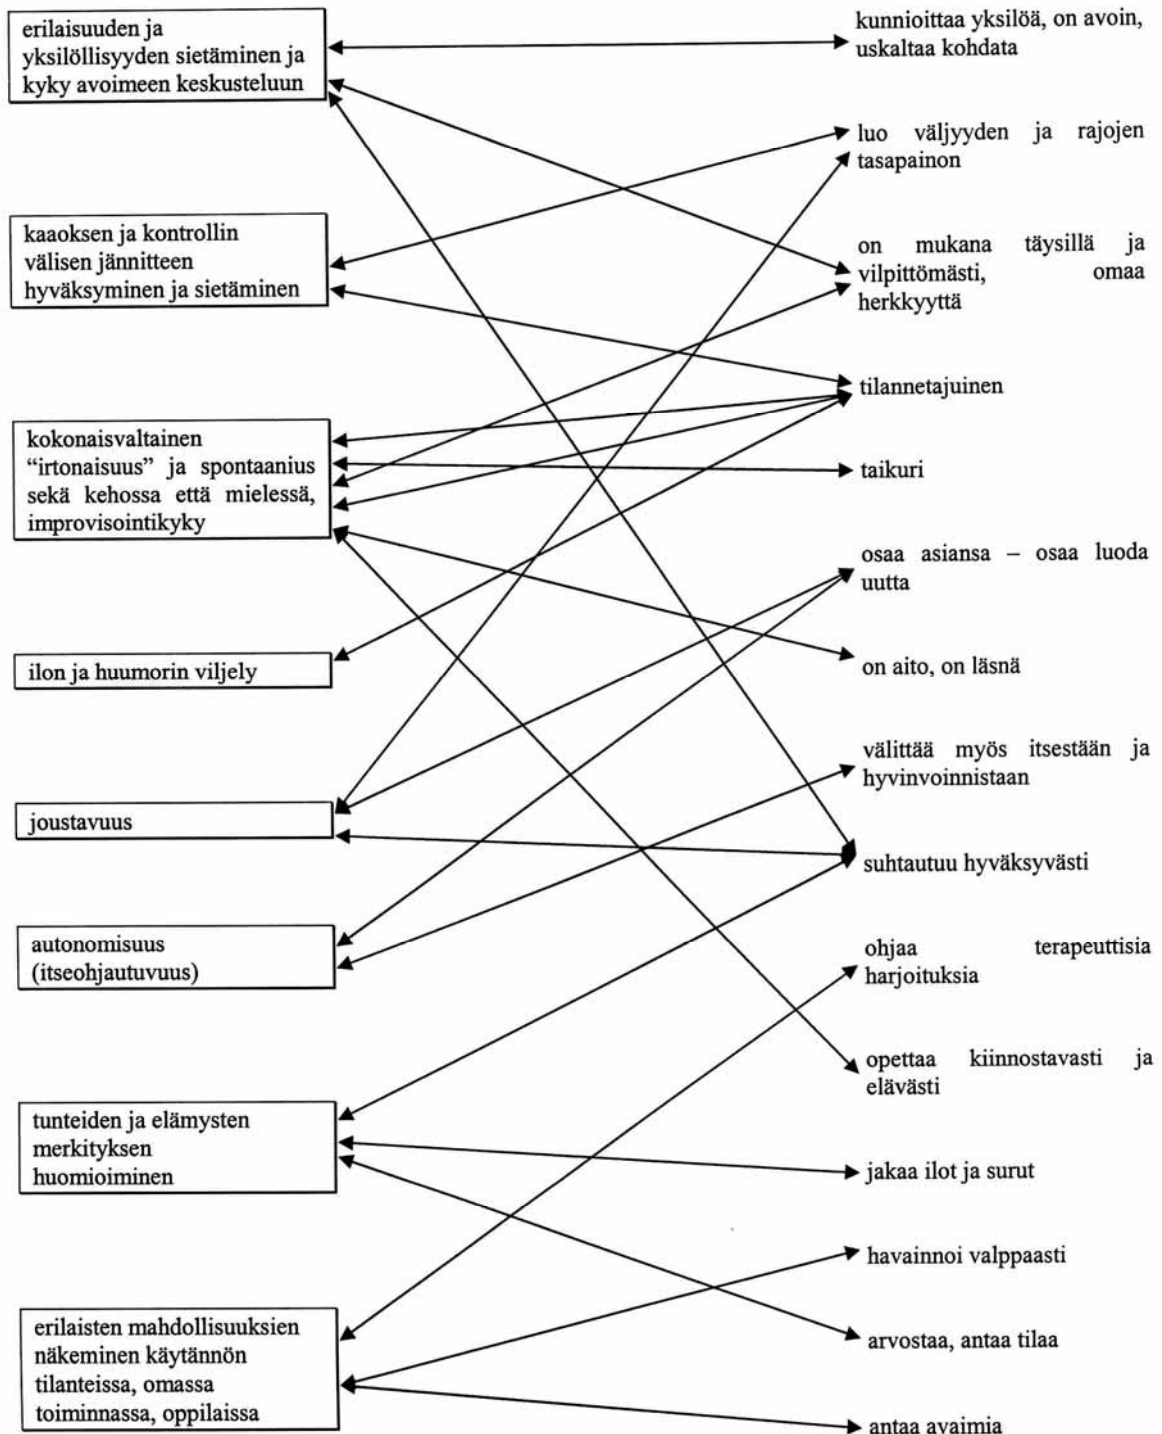 erilaisuuden ja
yksilöllisyyden sietäminen ja
kyky avoimeen keskusteluun
kaaoksen ja kontrollin
välisen jännitteen
hyväksyminen ja sietäminen
kokonaisvaltainen
“irtonaisuus” ja spontaanius
sekä kehossa että mielessä,
improvisointikyky
ilon ja huumorin viljely
joustavuus
autonomisuus
(itseohjautuvuus)
tunteiden ja elämysten
merkityksen
huomioiminen
erilaisten mahdollisuuksien
näkeminen käytännön
tilanteissa, omassa
toiminnassa, oppilaissa
kunnioittaa yksilöä, on avoin,
uskaltaa kohdata
luo väljyyden ja rajojen
tasapainon
on mukana täysillä ja
vilpittömästi, omaa
herkkyyttä
tilannetajuinen
taikuri
osaa asiansa – osaa luoda
uutta
on aito, on läsnä
välittää myös itsestään ja
hyvinvoinnistaan
suhtautuu hyväksyvästi
ohjaa terapeuttisia
harjoituksia
opettaa kiinnostavasti ja
elävästi
jakaa ilot ja surut
havainnoi valppaasti
arvostaa, antaa tilaa
antaa avaimia